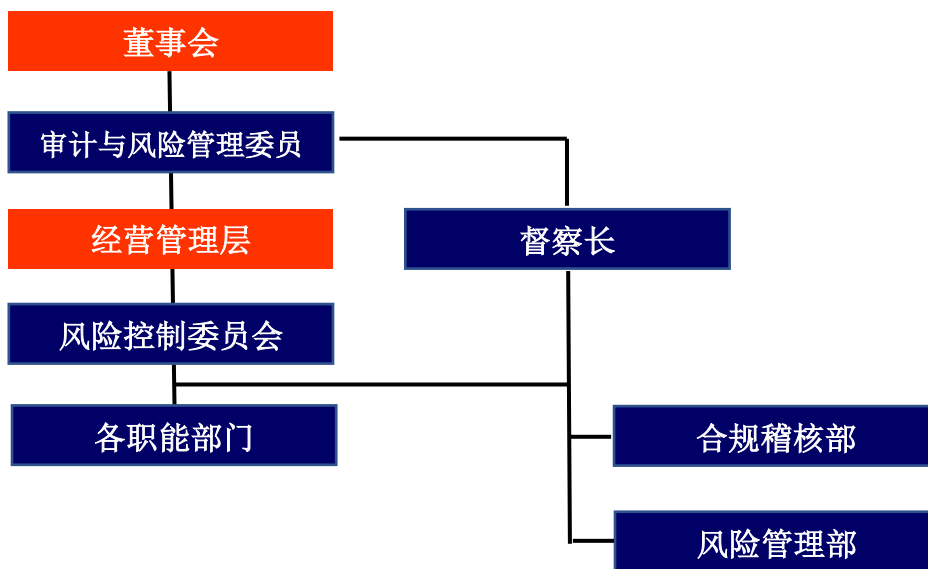 董事会
审计与风险管理委员
经营管理层
督察长
风险控制委员会
各职能部门
合规稽核部
风险管理部